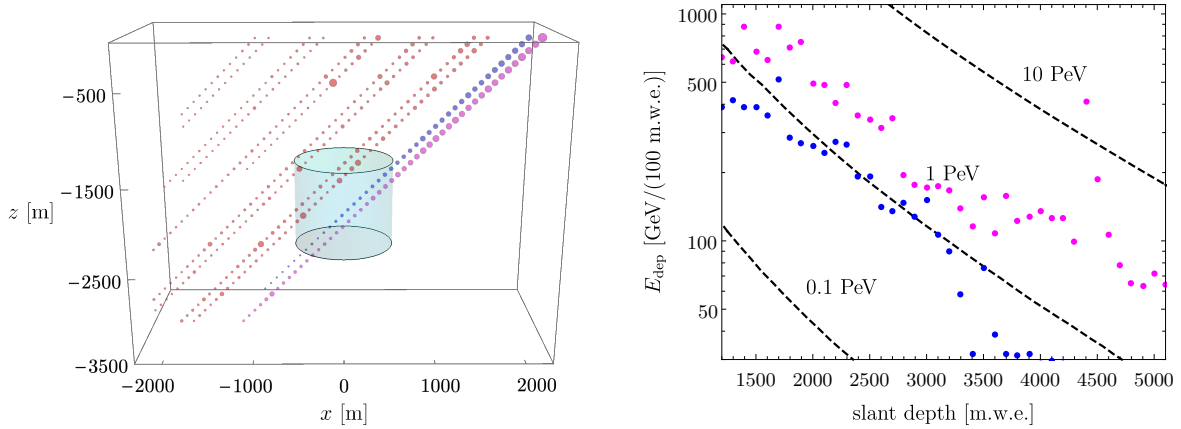 −500
−1500
−2500
−3500
z [m]
−2000 −1000 0 1000 2000
x [m]
1000
500
100
50
E_dep [GeV/(100 m.w.e.)]
10 PeV
1 PeV
0.1 PeV
1500 2000 2500 3000 3500 4000 4500 5000
slant depth [m.w.e.]